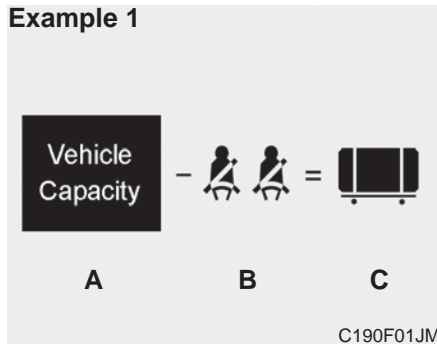 Example 1
Vehicle
Capacity
- =
A B C
C190F01JM